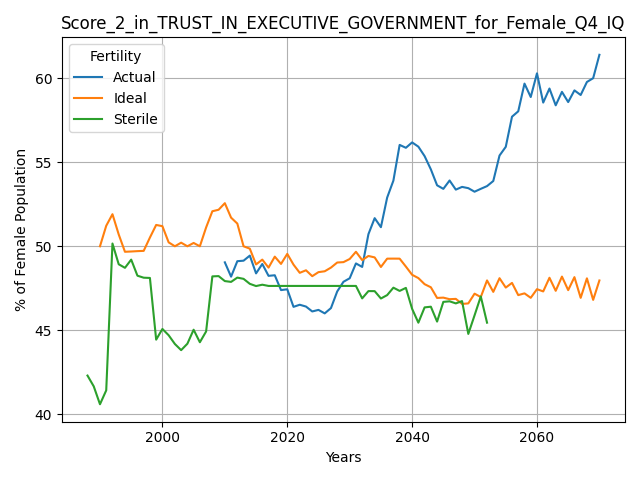 Score_2_in_TRUST_IN_EXECUTIVE_GOVERNMENT_for_Female_Q4_IQ
Fertility
Actual
Ideal
Sterile
% of Female Population
60
55
50
45
40
2000
2020
2040
2060
Years